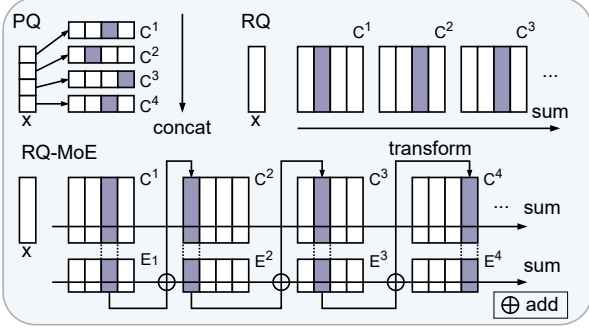 PQ
C¹
C²
C³
C⁴
x
concat
RQ
C¹
C²
C³
...
x
sum
RQ-MoE
transform
C¹
C²
C³
C⁴
... sum
x
E₁
E²
E³
E⁴
sum
⊕ add